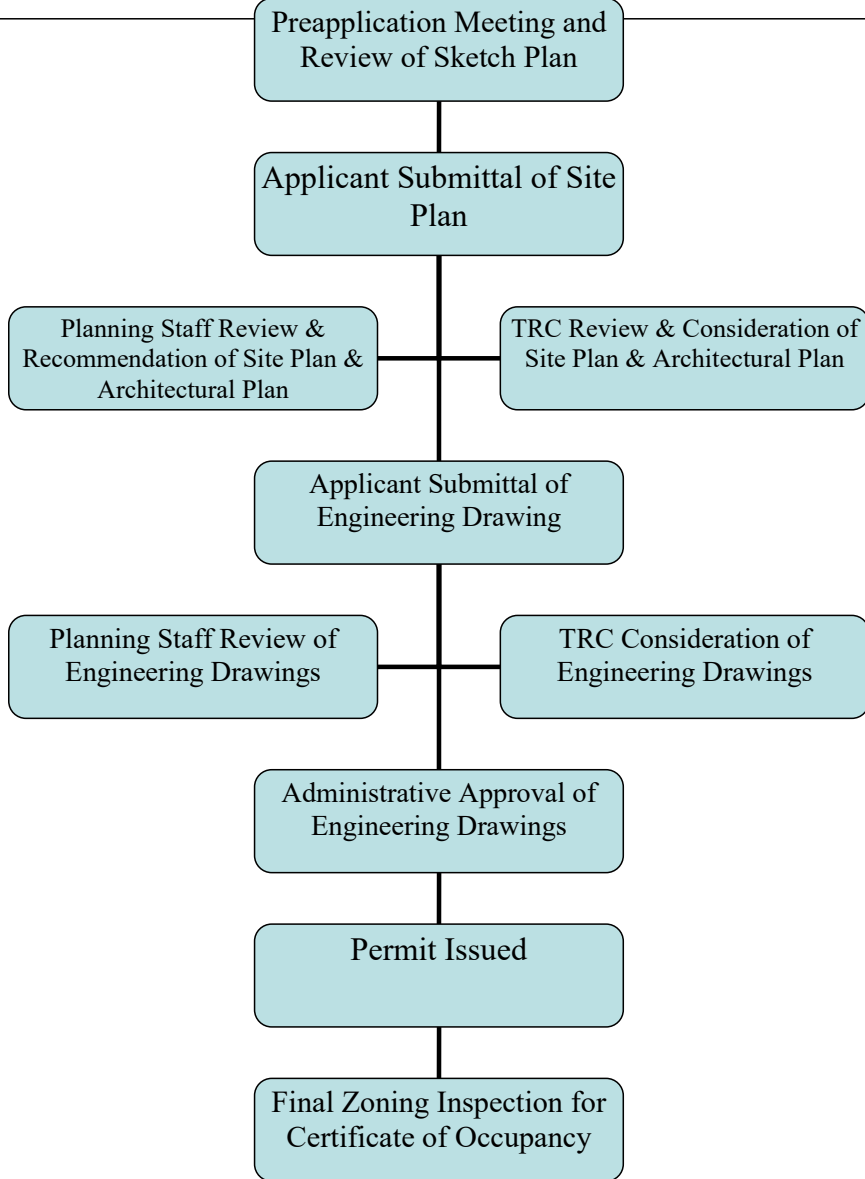 Preapplication Meeting and
Review of Sketch Plan
Applicant Submittal of Site
Plan
Planning Staff Review &
Recommendation of Site Plan &
Architectural Plan
TRC Review & Consideration of
Site Plan & Architectural Plan
Applicant Submittal of
Engineering Drawing
Planning Staff Review of
Engineering Drawings
TRC Consideration of
Engineering Drawings
Administrative Approval of
Engineering Drawings
Permit Issued
Final Zoning Inspection for
Certificate of Occupancy